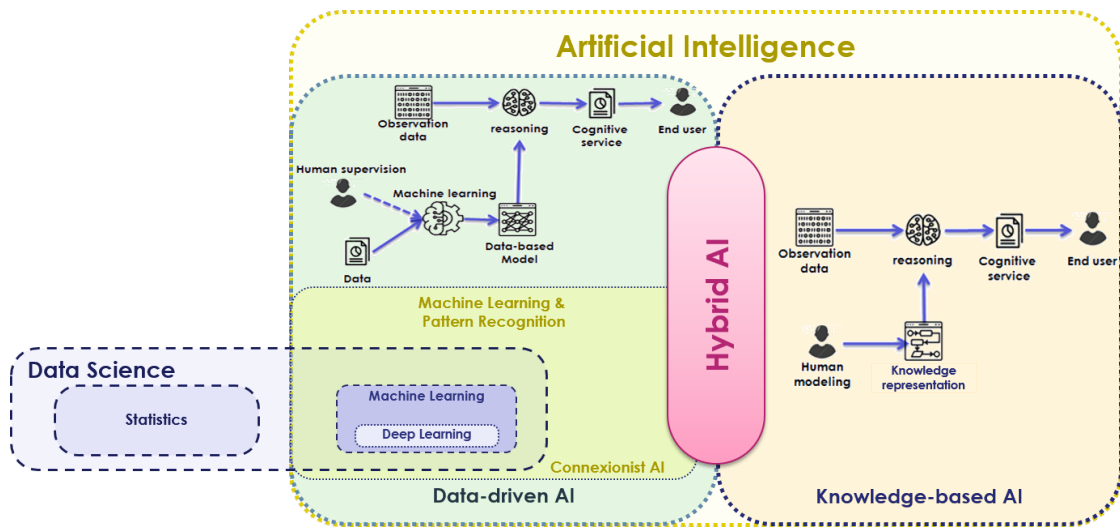 Artificial Intelligence
Observation
data
reasoning
Cognitive
service
End user
Human supervision
Machine learning
Data-based
Model
Data
Machine Learning &
Pattern Recognition
Data Science
Statistics
Machine Learning
Deep Learning
Connexionist AI
Data-driven AI
Hybrid AI
Observation
data
reasoning
Cognitive
service
End user
Human
modeling
Knowledge
representation
Knowledge-based AI